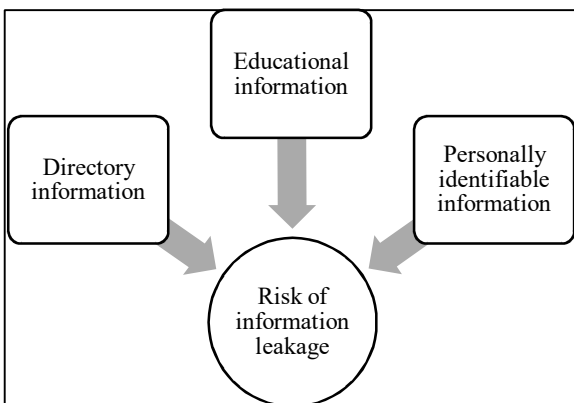 Educational
information
Directory
information
Personally
identifiable
information
Risk of
information
leakage